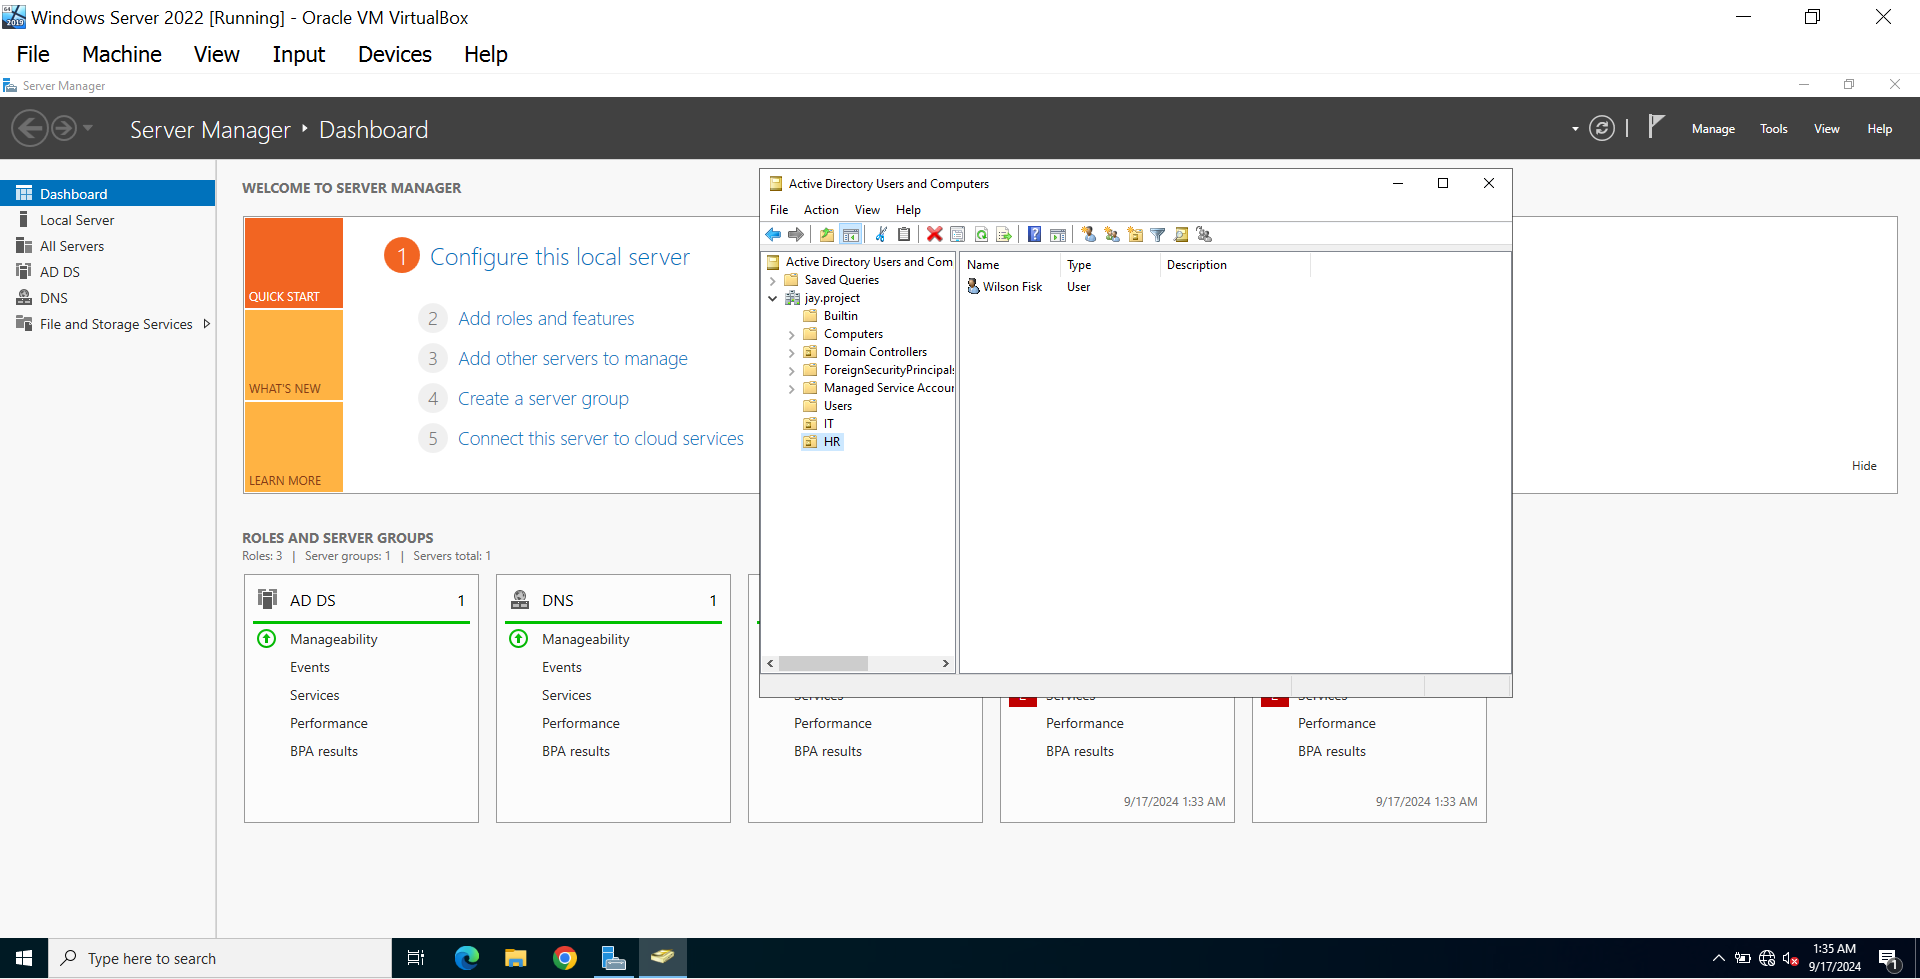 Windows Server 2022 [Running] - Oracle VM VirtualBox
File Machine View Input Devices Help
Server Manager
Server Manager Dashboard
Manage Tools View Help
Dashboard
Local Server
All Servers
AD DS
DNS
File and Storage Services
WELCOME TO SERVER MANAGER
QUICK START
WHAT'S NEW
LEARN MORE
1 Configure this local server
2 Add roles and features
3 Add other servers to manage
4 Create a server group
5 Connect this server to cloud services
Hide
Active Directory Users and Computers
File Action View Help
Active Directory Users and Com
Saved Queries
jay.project
Builtin
Computers
Domain Controllers
ForeignSecurityPrincipals
Managed Service Accour
Users
IT
HR
Name Type Description
Wilson Fisk User
ROLES AND SERVER GROUPS
Roles: 3 | Server groups: 1 | Servers total: 1
AD DS 1
Manageability
Events
Services
Performance
BPA results
DNS 1
Manageability
Events
Services
Performance
BPA results
Services
Performance
BPA results
Services
Performance
BPA results
9/17/2024 1:33 AM
Services
Performance
BPA results
9/17/2024 1:33 AM
Type here to search
1:35 AM
9/17/2024
1